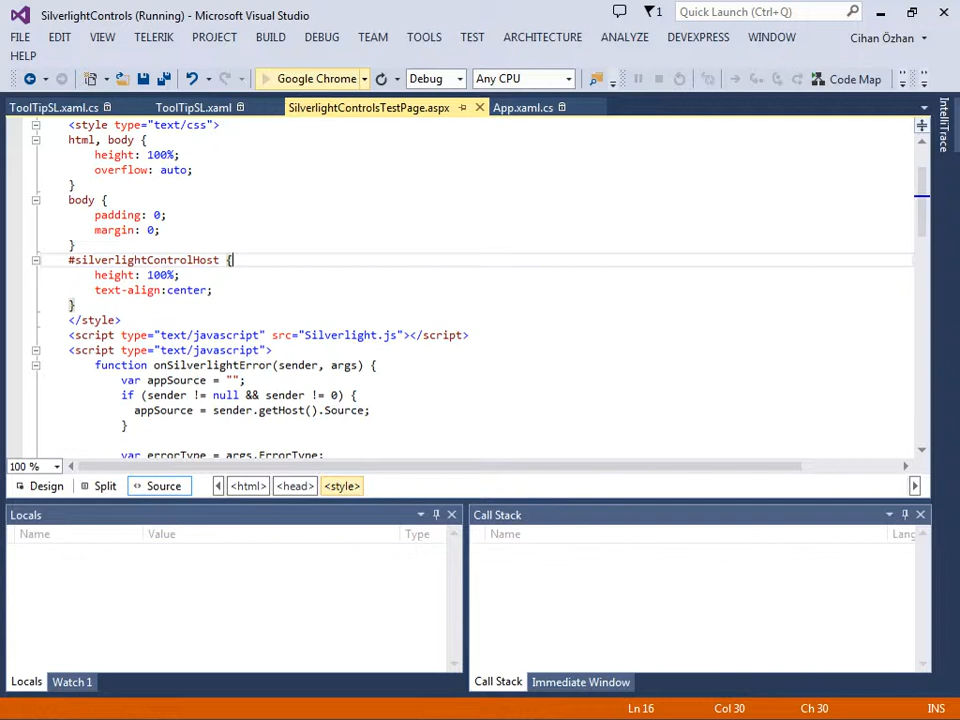 SilverlightControls (Running) - Microsoft Visual Studio
1
Quick Launch (Ctrl+Q)
FILE EDIT VIEW TELERIK PROJECT BUILD DEBUG TEAM TOOLS TEST ARCHITECTURE ANALYZE DEVEXPRESS WINDOW
Cihan Özhan
HELP
Google Chrome
Debug
Any CPU
Code Map
ToolTipSL.xaml.cs ToolTipSL.xaml SilverlightControlsTestPage.aspx App.xaml.cs
IntelliTrace
<style type="text/css">
html, body {
height: 100%;
overflow: auto;
}
body {
padding: 0;
margin: 0;
}
#silverlightControlHost {
height: 100%;
text-align:center;
}
</style>
<script type="text/javascript" src="Silverlight.js"></script>
<script type="text/javascript">
function onSilverlightError(sender, args) {
var appSource = "";
if (sender != null && sender != 0) {
appSource = sender.getHost().Source;
}
var errorType = args.ErrorType;
100 %
Design Split Source <html> <head> <style>
Locals
Name Value Type
Call Stack
Name Lang
Locals Watch 1
Call Stack Immediate Window
Ln 16 Col 30 Ch 30 INS